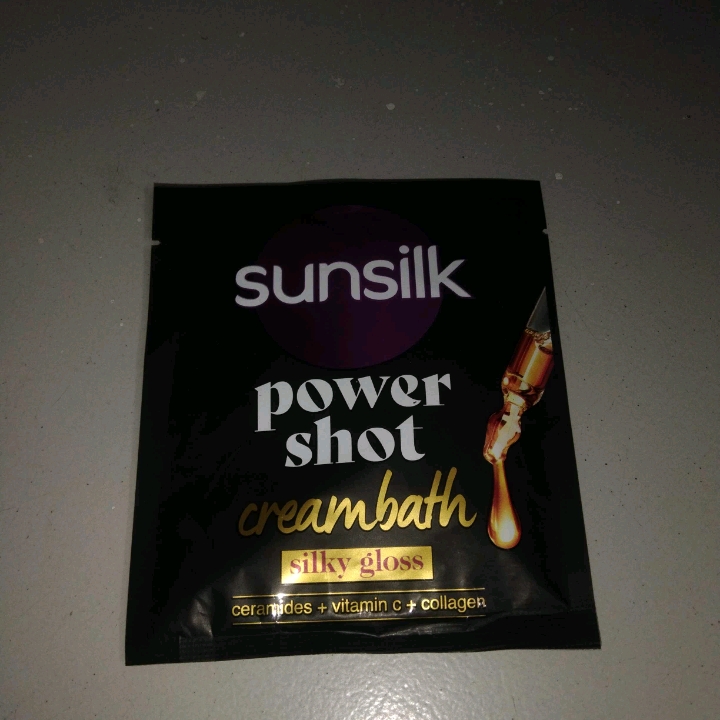 sunsilk
power
shot
creambath
silky gloss
ceramides + vitamin c + collagen